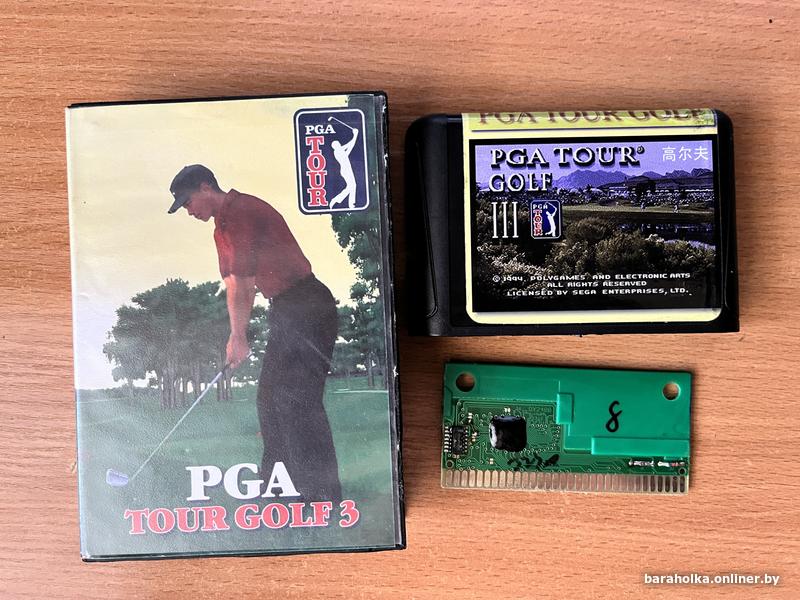 PGA
TOUR
PGA
TOUR GOLF 3
PGA TOUR GOLF
PGA TOUR® 高尔夫
GOLF
III
PGA
TOUR
© 1994 POLYGAMES AND ELECTRONIC ARTS
ALL RIGHTS RESERVED
LICENSED BY SEGA ENTERPRISES, LTD.
8
baraholka.onliner.by